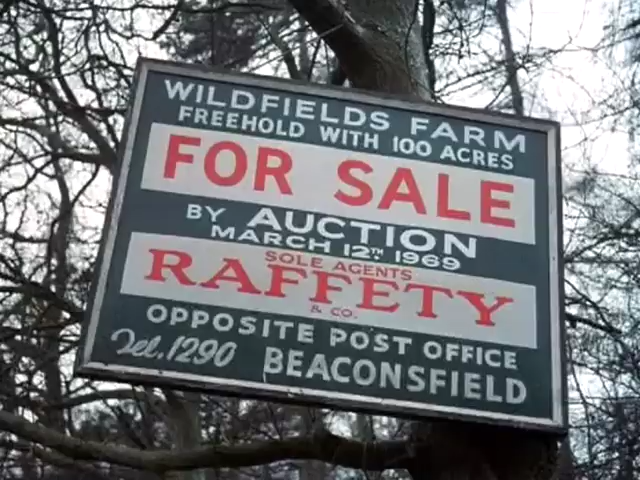 WILDFIELDS FARM
FREEHOLD WITH 100 ACRES
FOR SALE
BY AUCTION
MARCH 12TH 1969
SOLE AGENTS
RAFFETY
& CO.
OPPOSITE POST OFFICE
Tel. 1290 BEACONSFIELD